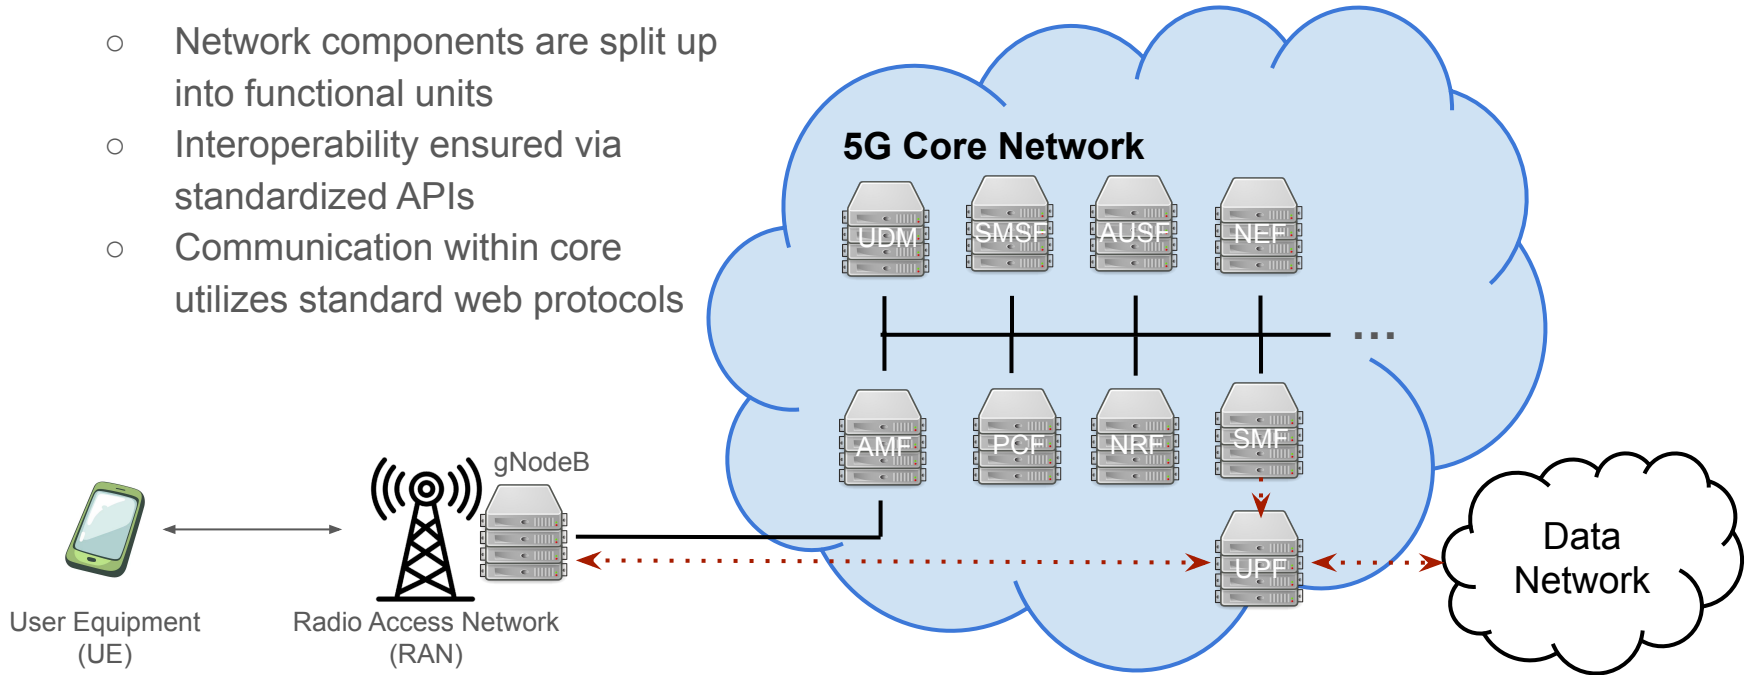 ○ Network components are split up
into functional units
○ Interoperability ensured via
standardized APIs
○ Communication within core
utilizes standard web protocols
5G Core Network
UDM SMSF AUSF NEF
...
AMF PCF NRF SMF
gNodeB
UPF
Data
Network
User Equipment
(UE)
Radio Access Network
(RAN)